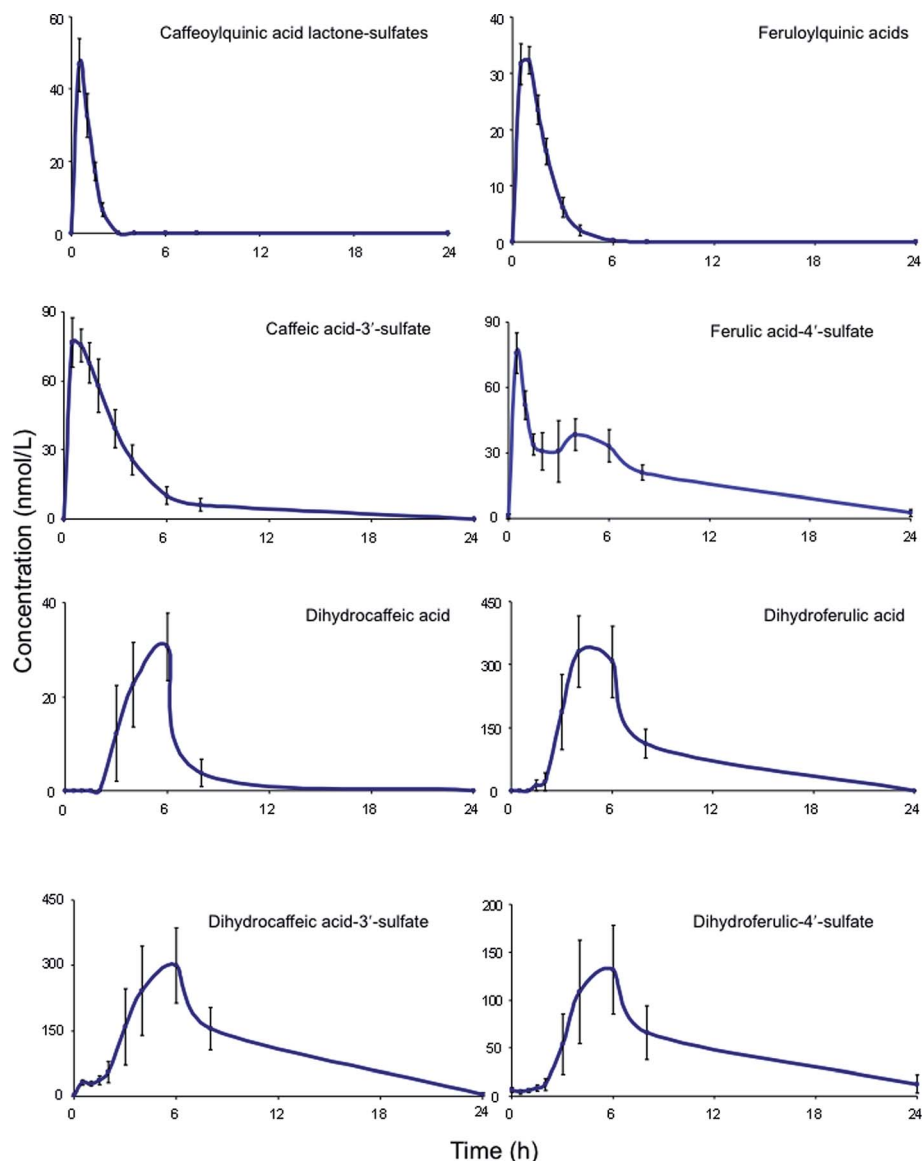 Caffeoylquinic acid lactone-sulfates
60
40
20
0
0 6 12 18 24
Feruloylquinic acids
40
30
20
10
0
0 6 12 18 24
Caffeic acid-3′-sulfate
90
60
30
0
0 6 12 18 24
Ferulic acid-4′-sulfate
90
60
30
0
0 6 12 18 24
Concentration (nmol/L)
Dihydrocaffeic acid
40
20
0
0 6 12 18 24
Dihydroferulic acid
450
300
150
0
0 6 12 18 24
Dihydrocaffeic acid-3′-sulfate
450
300
150
0
0 6 12 18 24
Dihydroferulic-4′-sulfate
200
150
100
50
0
0 6 12 18 24
Time (h)